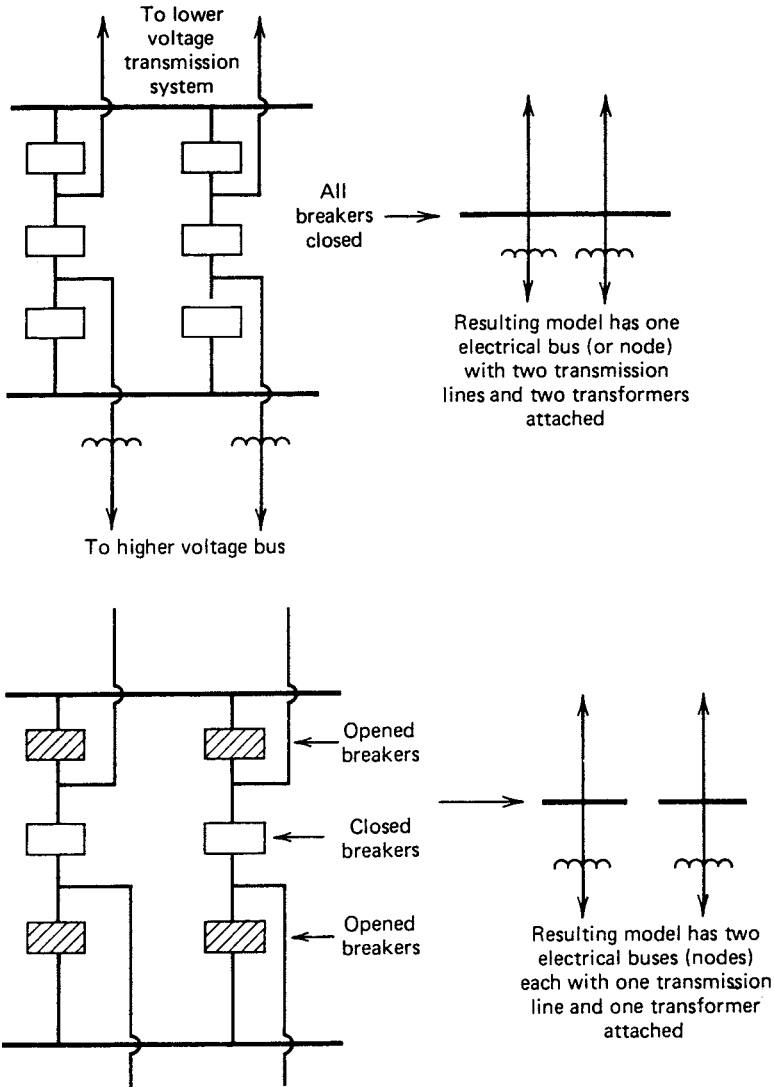 To lower
voltage
transmission
system
All
breakers
closed
Resulting model has one
electrical bus (or node)
with two transmission
lines and two transformers
attached
To higher voltage bus
Opened
breakers
Closed
breakers
Opened
breakers
Resulting model has two
electrical buses (nodes)
each with one transmission
line and one transformer
attached